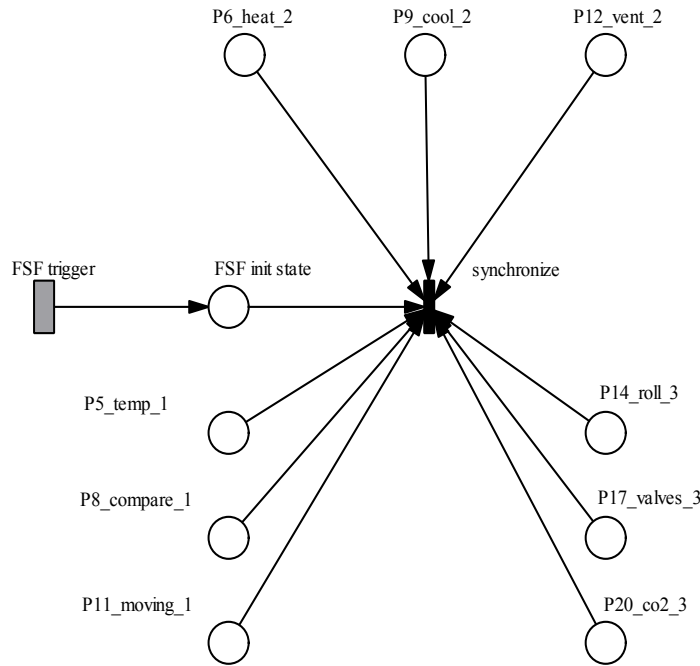 P6_heat_2
P9_cool_2
P12_vent_2
FSF trigger
FSF init state
synchronize
P5_temp_1
P14_roll_3
P8_compare_1
P17_valves_3
P11_moving_1
P20_co2_3